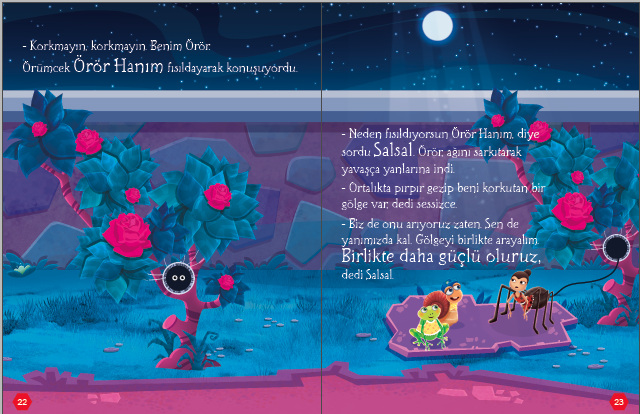 - Korkmayın, korkmayın. Benim Örör.
Örümcek Örör Hanım fısıldayarak konuşuyordu.
- Neden fısıldıyorsun Örör Hanım, diye
sordu Salsal. Örör, ağını sarkıtarak
yavaşça yanlarına indi.
- Ortalıkta pırpır gezip beni korkutan bir
gölge var, dedi sessizce.
- Biz de onu arıyoruz zaten. Sen de
yanımızda kal. Gölgeyi birlikte arayalım.
Birlikte daha güçlü oluruz,
dedi Salsal.
22
23